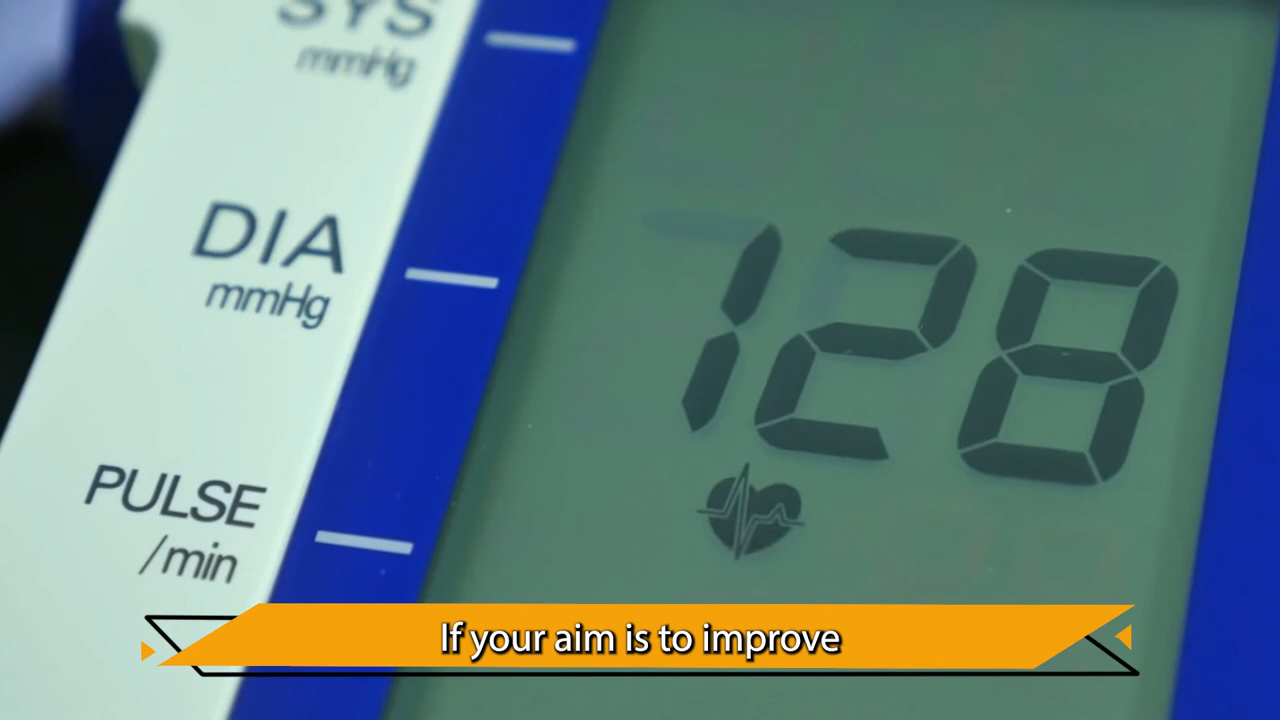 SYS
mmHg
DIA
mmHg
128
PULSE
/min
If your aim is to improve